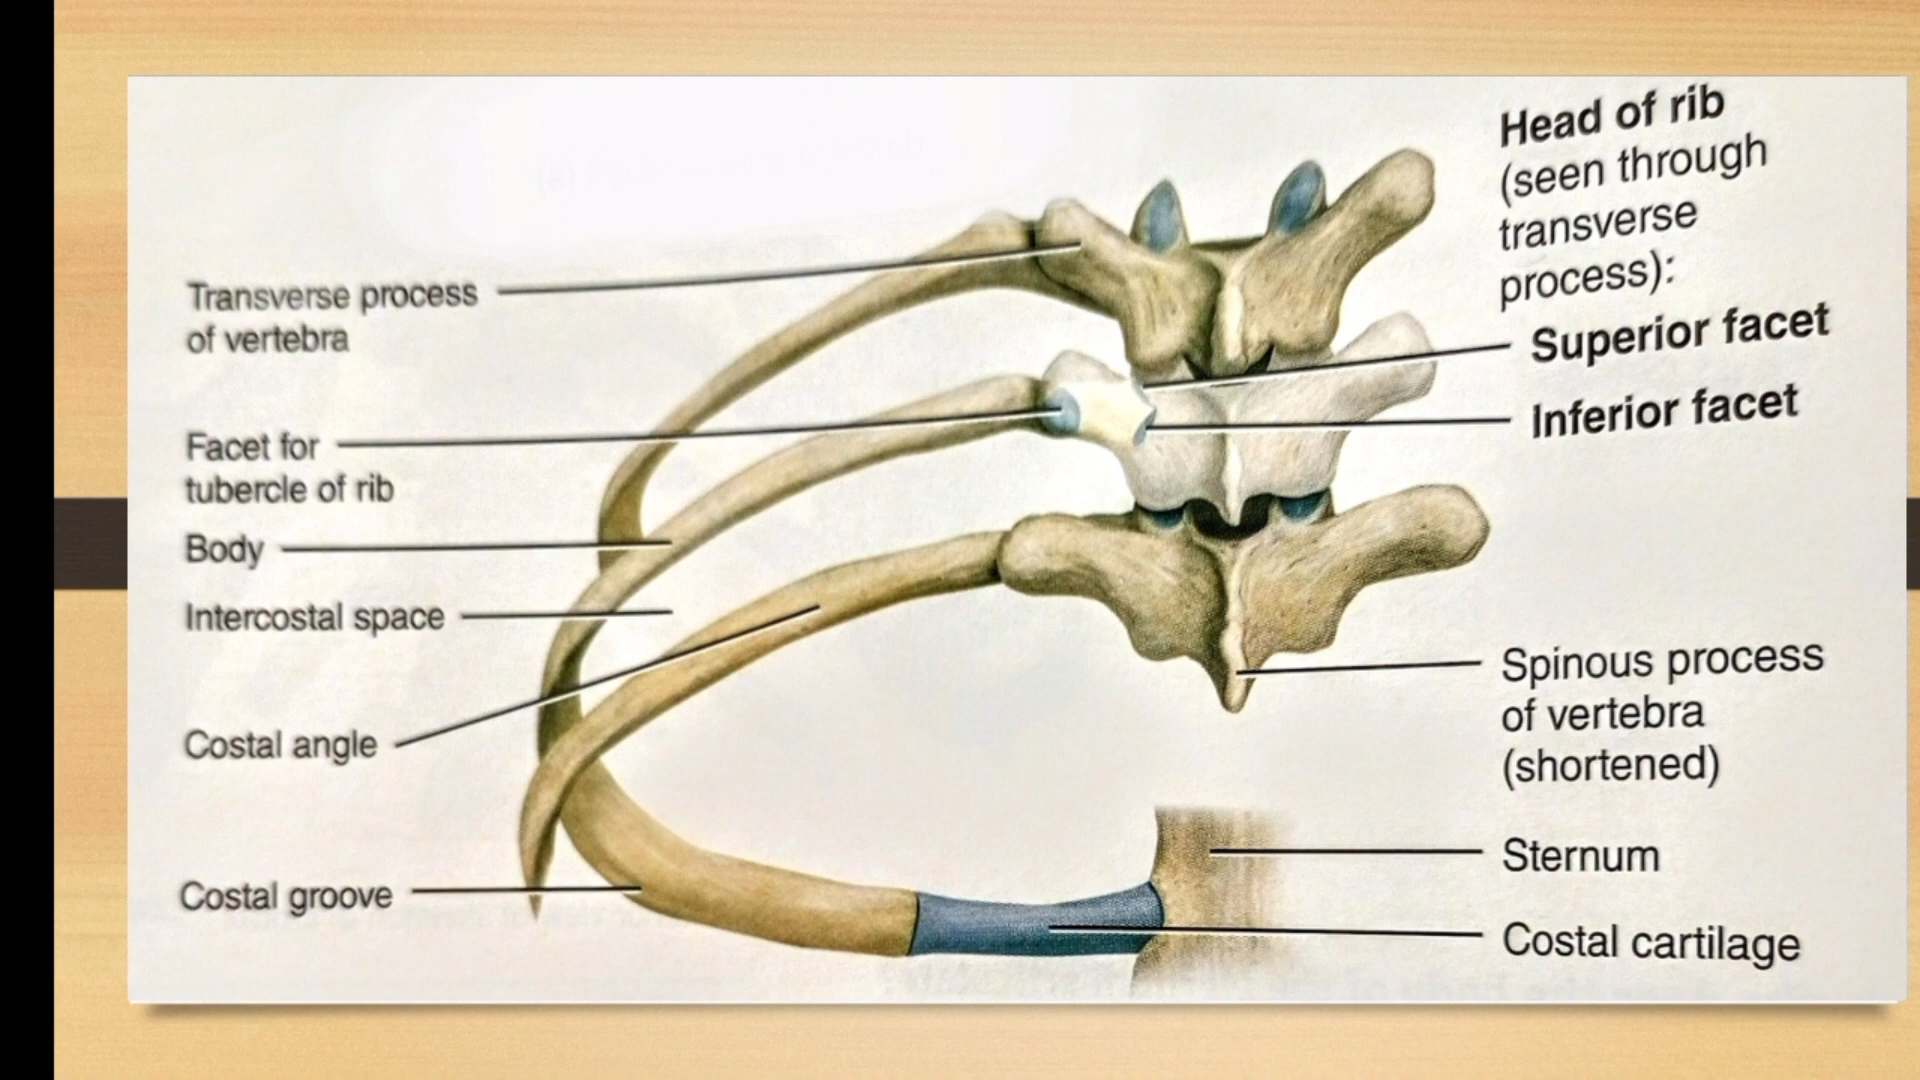 Head of rib
(seen through
transverse
process):
Superior facet
Inferior facet
Transverse process
of vertebra
Facet for
tubercle of rib
Body
Intercostal space
Costal angle
Costal groove
Spinous process
of vertebra
(shortened)
Sternum
Costal cartilage